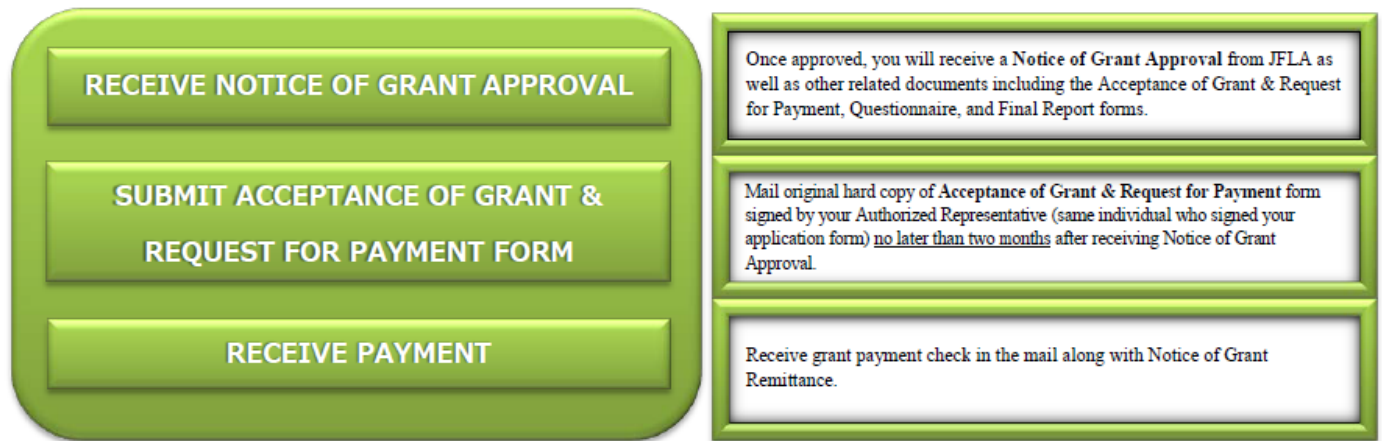 RECEIVE NOTICE OF GRANT APPROVAL
Once approved, you will receive a Notice of Grant Approval from JFLA as
well as other related documents including the Acceptance of Grant & Request
for Payment, Questionnaire, and Final Report forms.
SUBMIT ACCEPTANCE OF GRANT &
REQUEST FOR PAYMENT FORM
Mail original hard copy of Acceptance of Grant & Request for Payment form
signed by your Authorized Representative (same individual who signed your
application form) no later than two months after receiving Notice of Grant
Approval.
RECEIVE PAYMENT
Receive grant payment check in the mail along with Notice of Grant
Remittance.